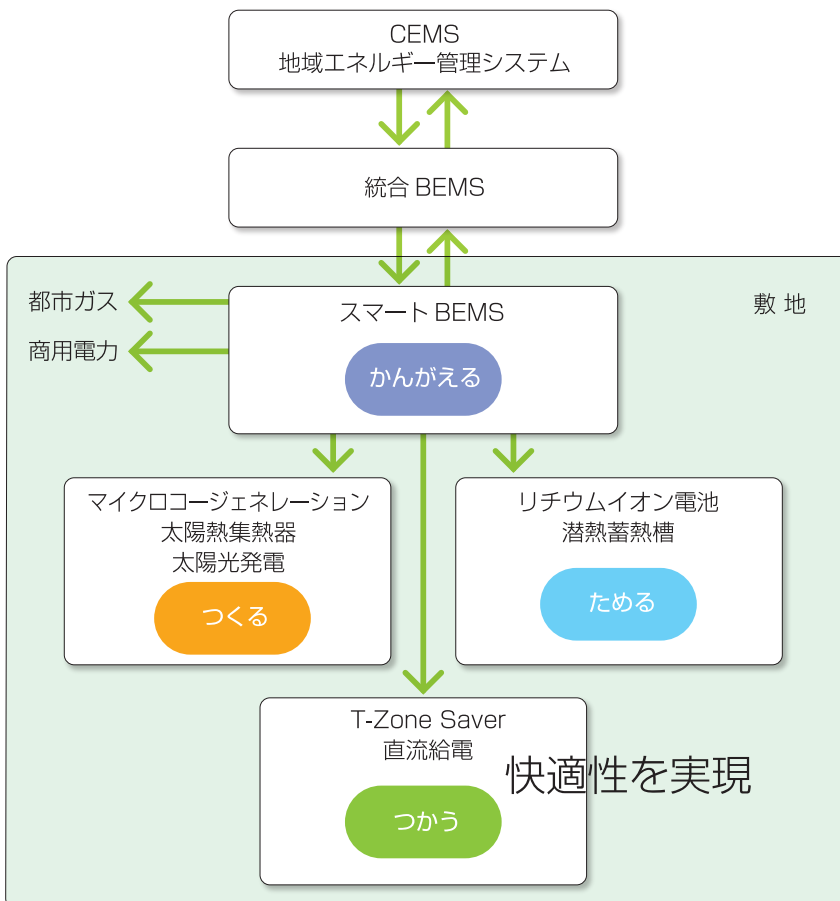 CEMS
地域エネルギー管理システム
統合 BEMS
都市ガス
商用電力
スマート BEMS
敷 地
かんがえる
マイクロコージェネレーション
太陽熱集熱器
太陽光発電
つくる
リチウムイオン電池
潜熱蓄熱槽
ためる
T-Zone Saver
直流給電
快適性を実現
つかう